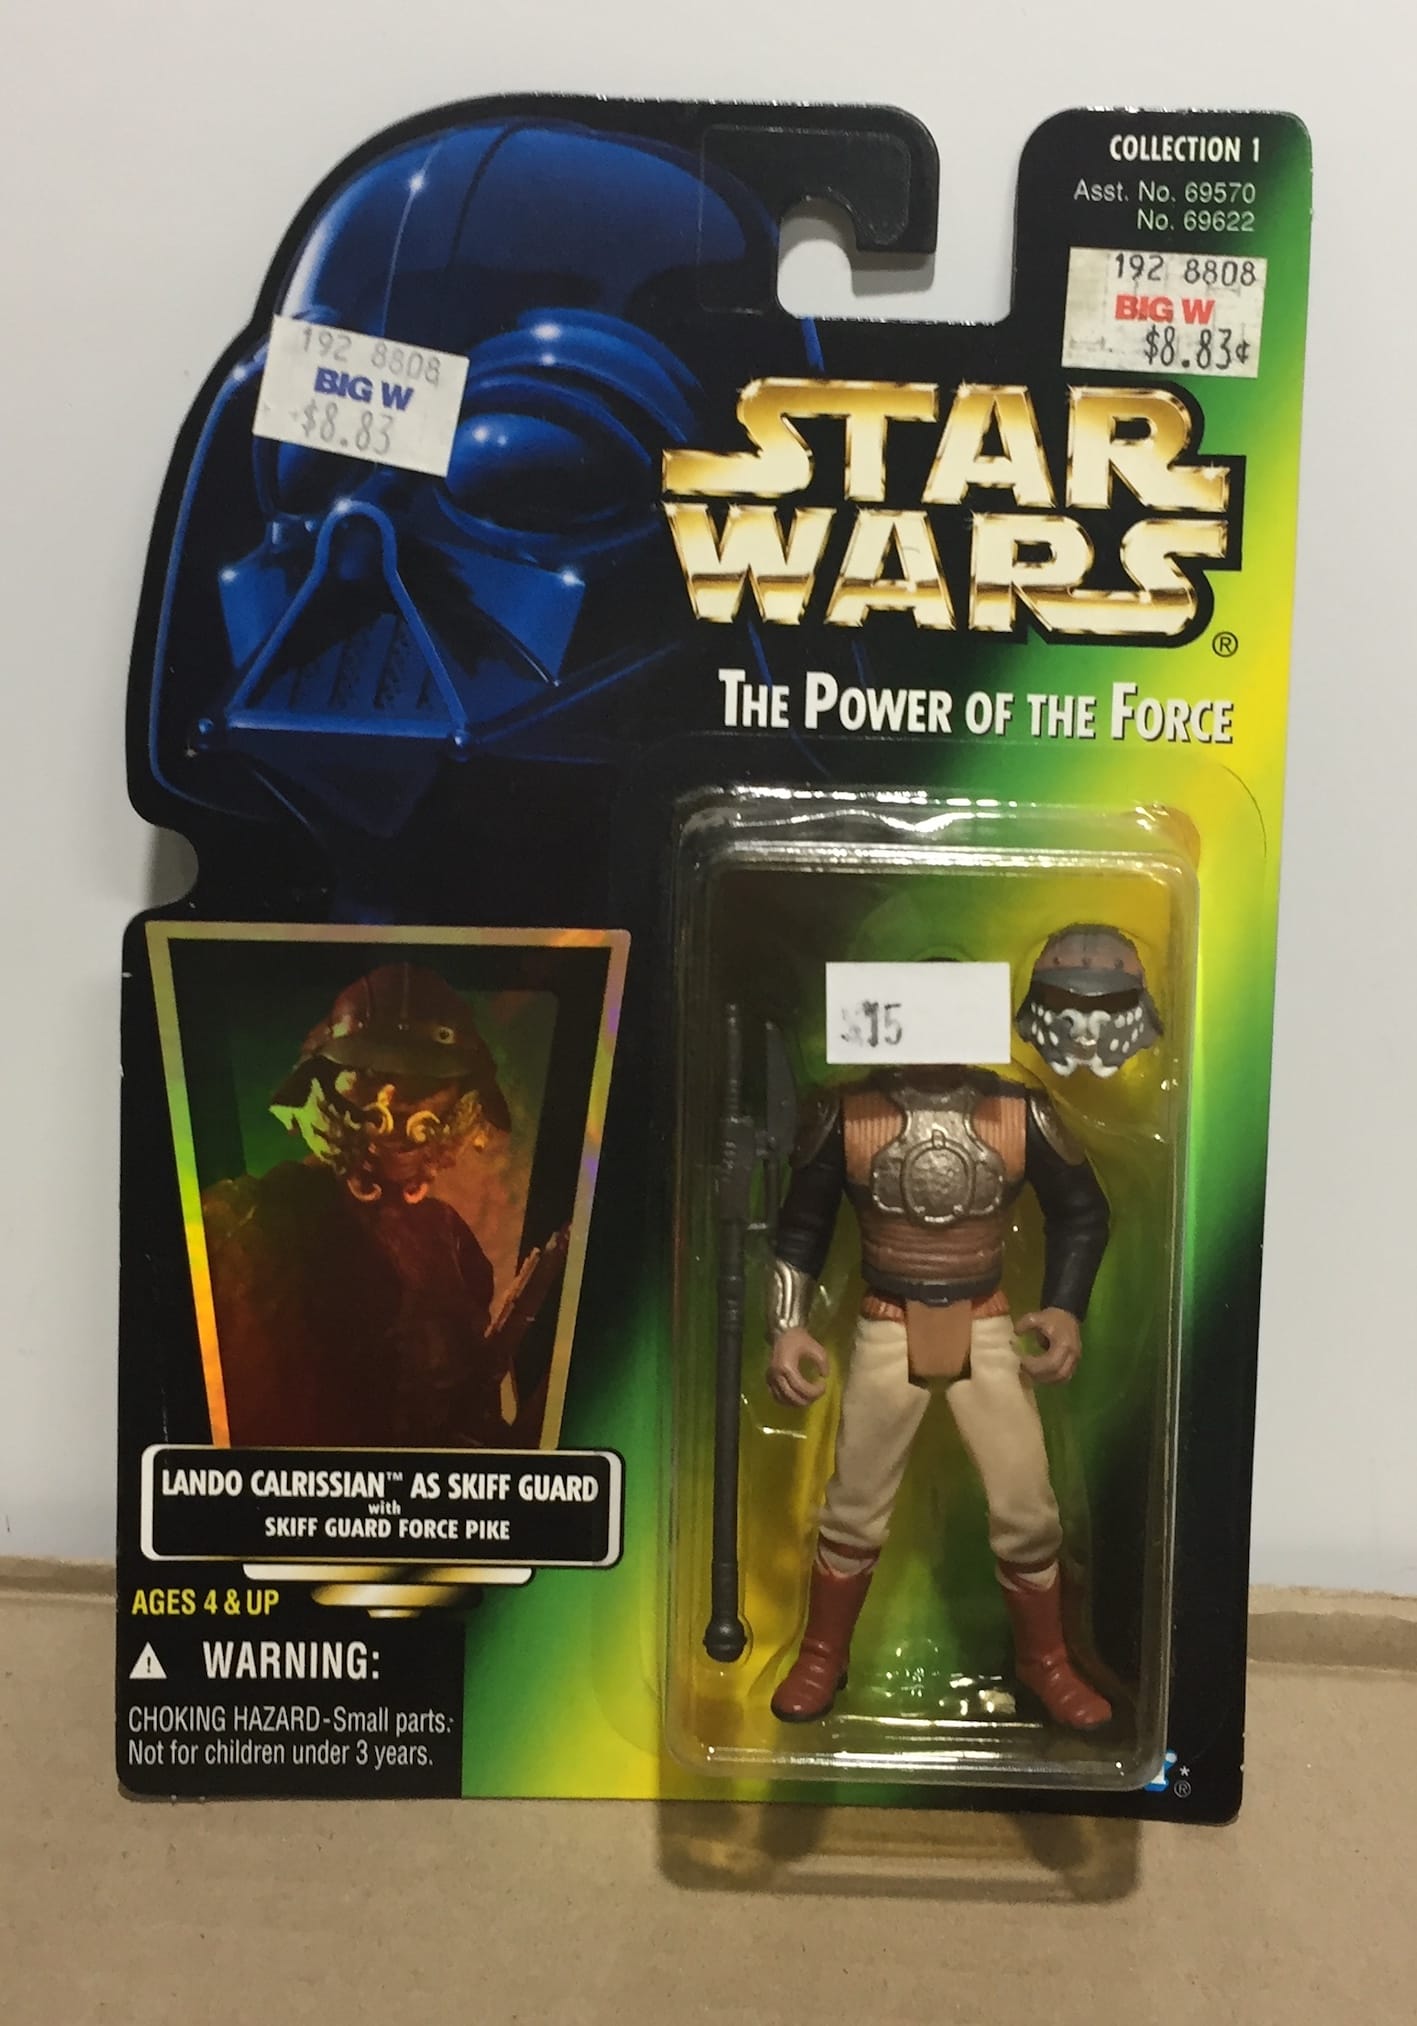 COLLECTION 1
Asst. No. 69570
No. 69622
192 8808
BIG W
$8.83¢
192 8808
BIG W
$8.83
STAR
WARS®
THE POWER OF THE FORCE
$15
LANDO CALRISSIAN™ AS SKIFF GUARD
with
SKIFF GUARD FORCE PIKE
AGES 4 & UP
WARNING:
CHOKING HAZARD-Small parts.
Not for children under 3 years.
*
®